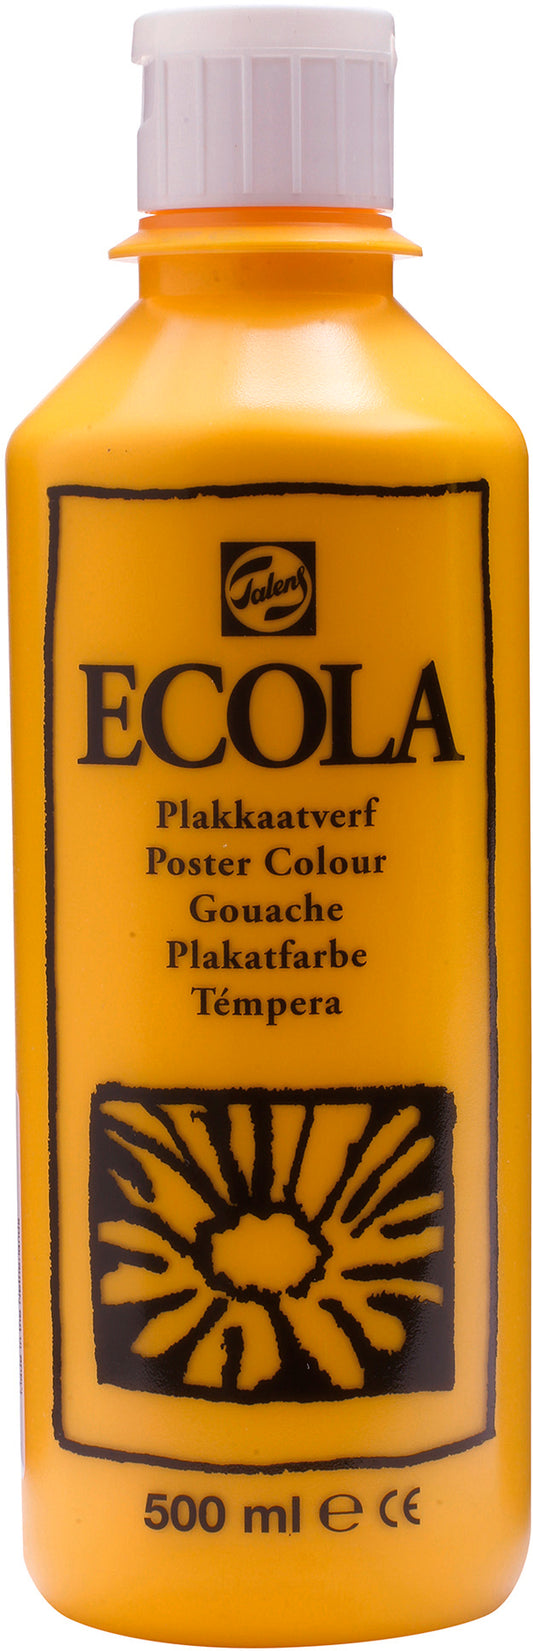 Talens
ECOLA
Plakkaatverf
Poster Colour
Gouache
Plakatfarbe
Témpera
500 ml ℮ CE